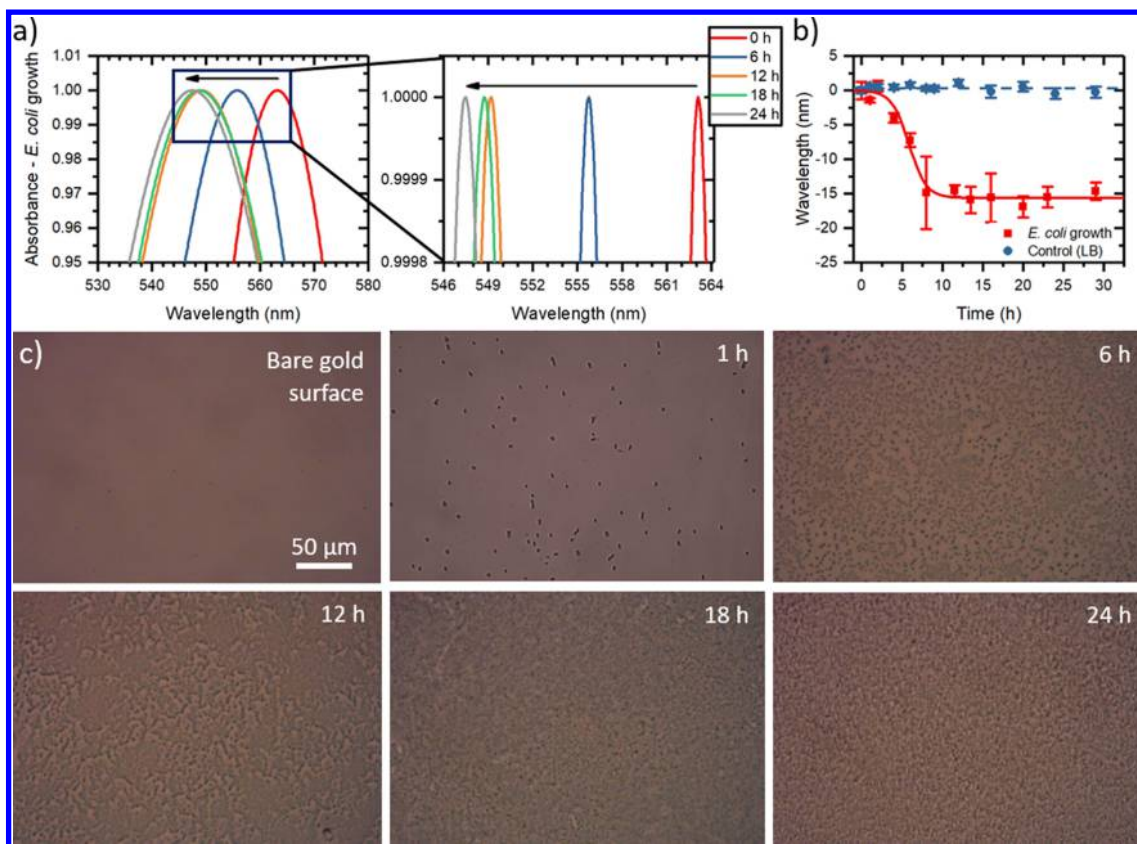 a)
Absorbance - E. coli growth
1.01
1.00
0.99
0.98
0.97
0.96
0.95
530 540 550 560 570 580
Wavelength (nm)
1.0000
0.9999
0.9998
546 549 552 555 558 561 564
Wavelength (nm)
0 h
6 h
12 h
18 h
24 h
b)
Wavelength (nm)
5
0
-5
-10
-15
-20
-25
E. coli growth
Control (LB)
0 5 10 15 20 25 30
Time (h)
c)
Bare gold
surface
50 µm
1 h
6 h
12 h
18 h
24 h